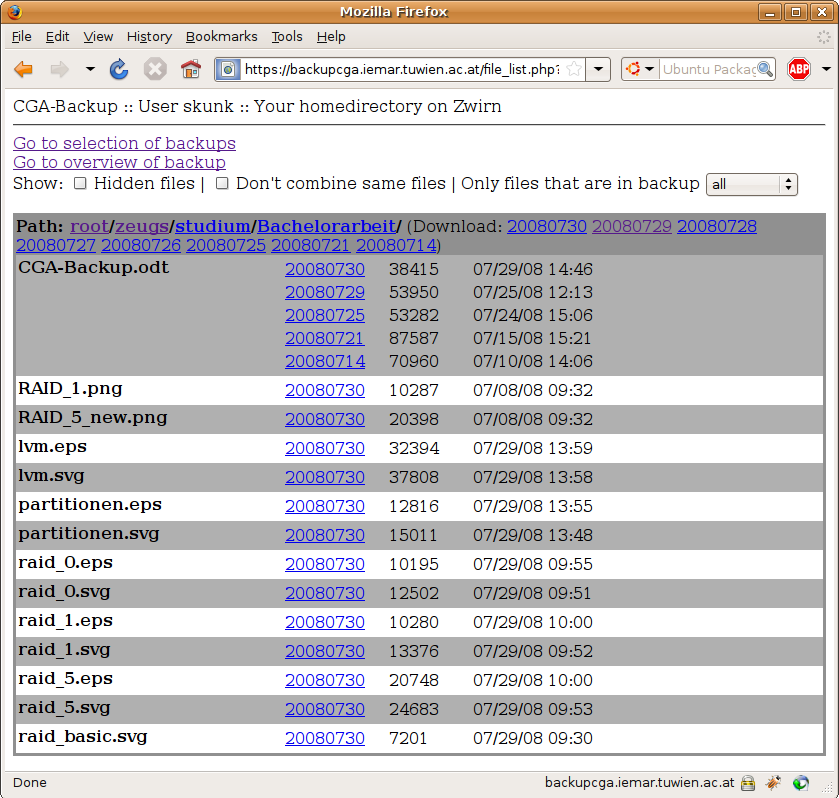 Mozilla Firefox
File Edit View History Bookmarks Tools Help
https://backupcga.iemar.tuwien.ac.at/file_list.php? Ubuntu Packag ABP
CGA-Backup :: User skunk :: Your homedirectory on Zwirn
Go to selection of backups
Go to overview of backup
Show: Hidden files | Don't combine same files | Only files that are in backup all
Path: root/zeugs/studium/Bachelorarbeit/ (Download: 20080730 20080729 20080728
20080727 20080726 20080725 20080721 20080714)
CGA-Backup.odt 20080730 38415 07/29/08 14:46
20080729 53950 07/25/08 12:13
20080725 53282 07/24/08 15:06
20080721 87587 07/15/08 15:21
20080714 70960 07/10/08 14:06
RAID_1.png 20080730 10287 07/08/08 09:32
RAID_5_new.png 20080730 20398 07/08/08 09:32
lvm.eps 20080730 32394 07/29/08 13:59
lvm.svg 20080730 37808 07/29/08 13:58
partitionen.eps 20080730 12816 07/29/08 13:55
partitionen.svg 20080730 15011 07/29/08 13:48
raid_0.eps 20080730 10195 07/29/08 09:55
raid_0.svg 20080730 12502 07/29/08 09:51
raid_1.eps 20080730 10280 07/29/08 10:00
raid_1.svg 20080730 13376 07/29/08 09:52
raid_5.eps 20080730 20748 07/29/08 10:00
raid_5.svg 20080730 24683 07/29/08 09:53
raid_basic.svg 20080730 7201 07/29/08 09:30
Done backupcga.iemar.tuwien.ac.at